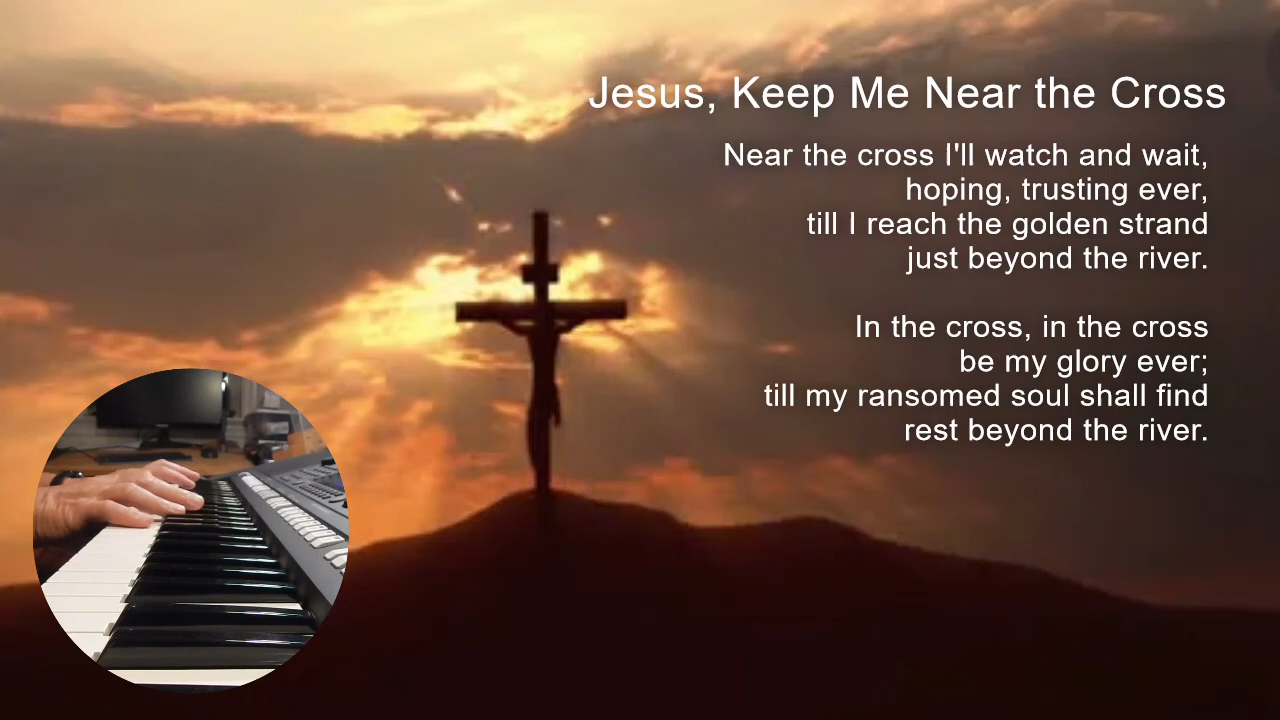 Jesus, Keep Me Near the Cross
Near the cross I'll watch and wait,
hoping, trusting ever,
till I reach the golden strand
just beyond the river.
In the cross, in the cross
be my glory ever;
till my ransomed soul shall find
rest beyond the river.